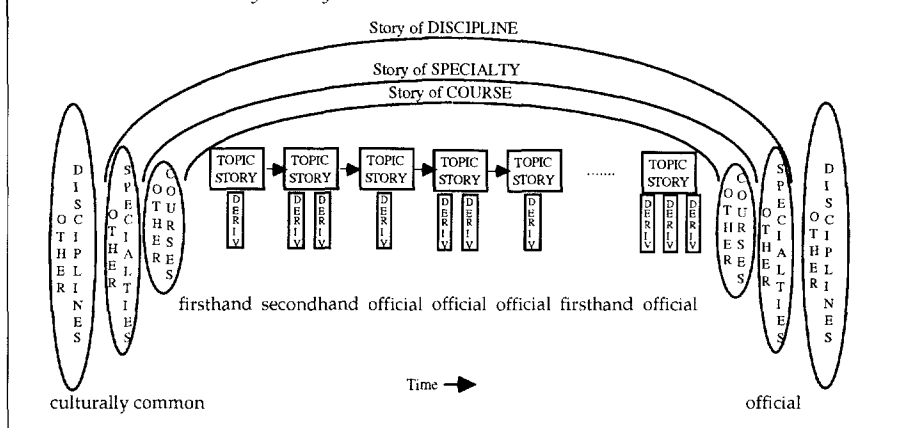 Story of DISCIPLINE
Story of SPECIALTY
Story of COURSE
OTHER DISCIPLINES
OTHER SPECIALTIES
OTHER COURSES
TOPIC STORY
DERIV
TOPIC STORY
DERIV DERIV
TOPIC STORY
DERIV
TOPIC STORY
DERIV DERIV
TOPIC STORY
DERIV
.......
TOPIC STORY
DERIV DERIV DERIV
OTHER COURSES
OTHER SPECIALTIES
OTHER DISCIPLINES
firsthand secondhand official official official firsthand official
Time
culturally common
official